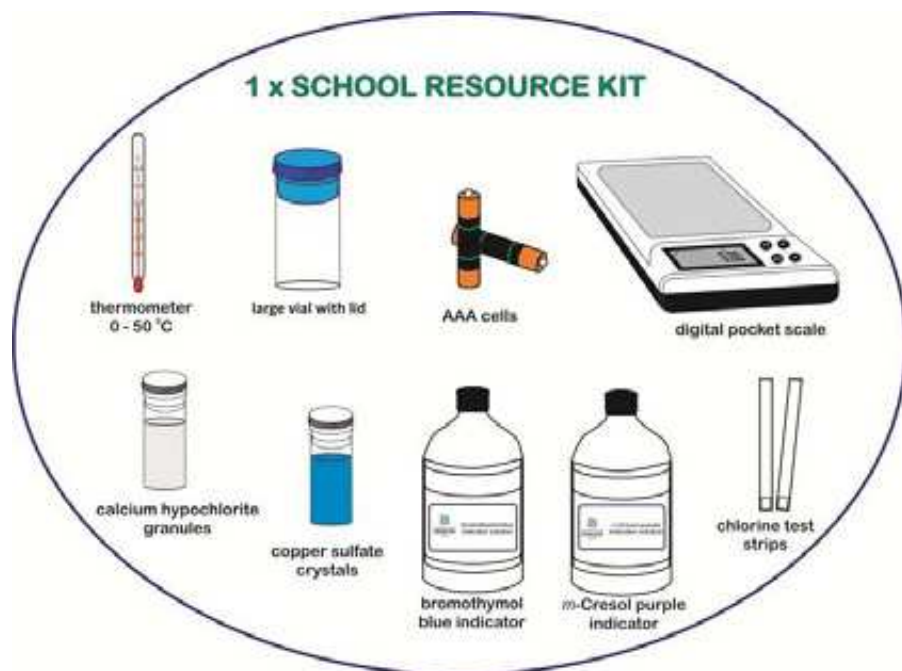 1 x SCHOOL RESOURCE KIT
thermometer
0 - 50 °C
large vial with lid
AAA cells
digital pocket scale
calcium hypochlorite
granules
copper sulfate
crystals
bromothymol
blue indicator
m-Cresol purple
indicator
chlorine test
strips